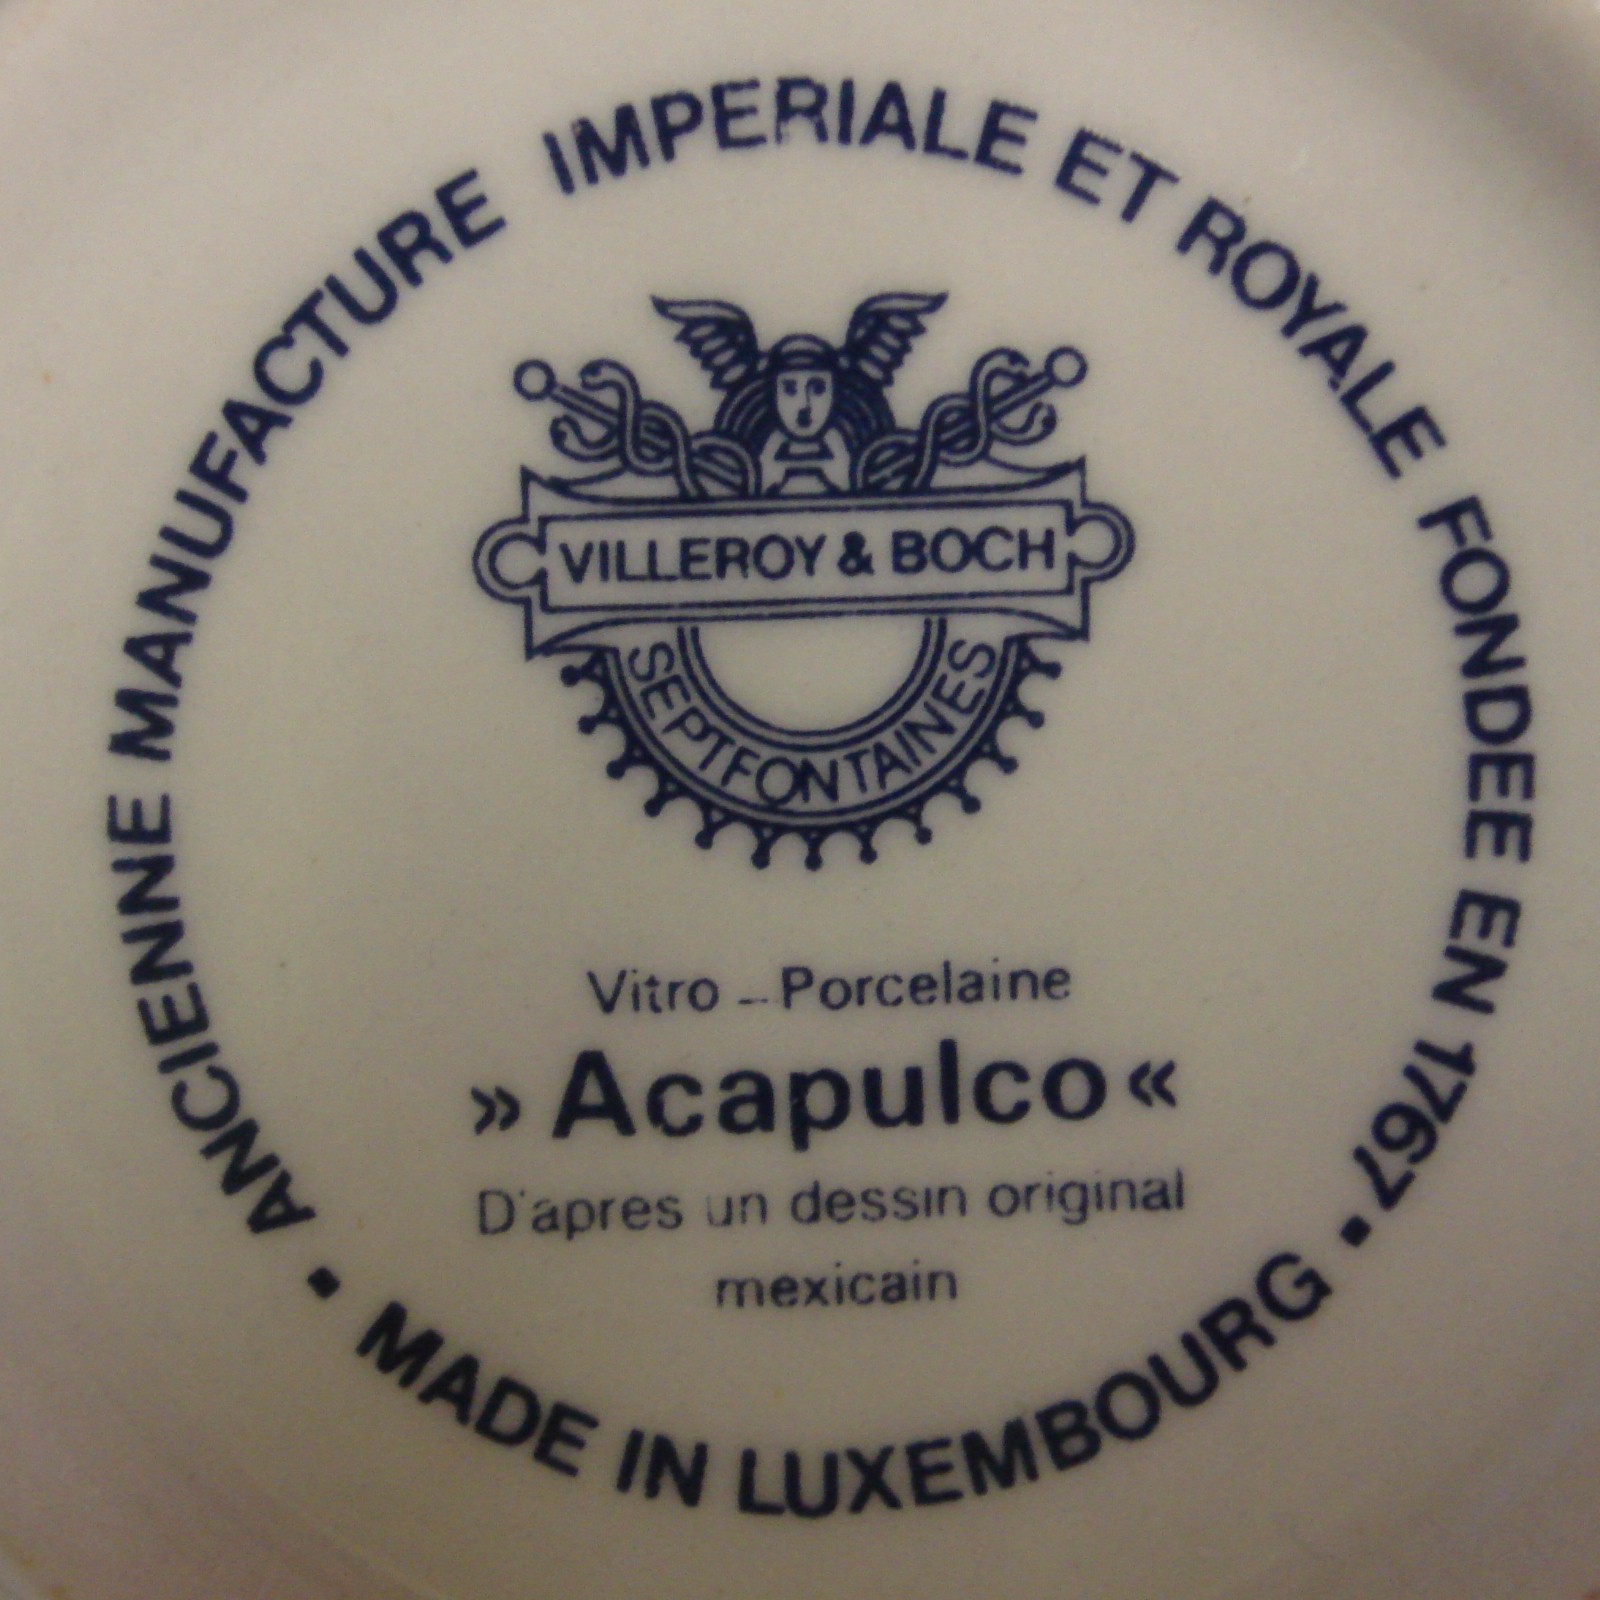 ANCIENNE MANUFACTURE IMPERIALE ET ROYALE FONDEE EN 1767 •
VILLEROY & BOCH
SEPTFONTAINES
Vitro – Porcelaine
» Acapulco «
D'apres un dessin original
mexicain
• MADE IN LUXEMBOURG